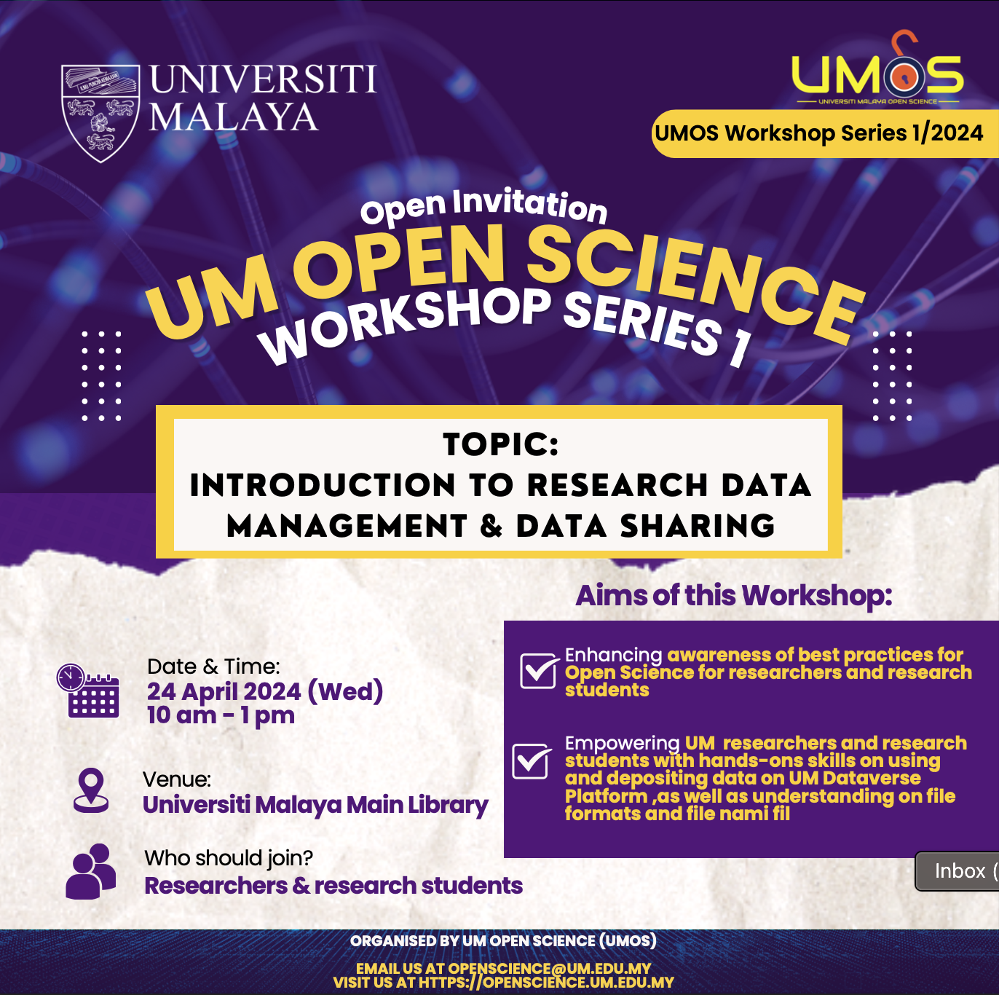 UNIVERSITI
MALAYA
ILMU PUNCHA KEMAJUAN
UMOS
UNIVERSITI MALAYA OPEN SCIENCE
UMOS Workshop Series 1/2024
Open Invitation
UM OPEN SCIENCE
WORKSHOP SERIES 1
TOPIC:
INTRODUCTION TO RESEARCH DATA
MANAGEMENT & DATA SHARING
Date & Time:
24 April 2024 (Wed)
10 am - 1 pm
Venue:
Universiti Malaya Main Library
Who should join?
Researchers & research students
Aims of this Workshop:
Enhancing awareness of best practices for
Open Science for researchers and research
students
Empowering UM researchers and research
students with hands-ons skills on using
and depositing data on UM Dataverse
Platform ,as well as understanding on file
formats and file nami fil
Inbox (
ORGANISED BY UM OPEN SCIENCE (UMOS)
EMAIL US AT OPENSCIENCE@UM.EDU.MY
VISIT US AT HTTPS://OPENSCIENCE.UM.EDU.MY